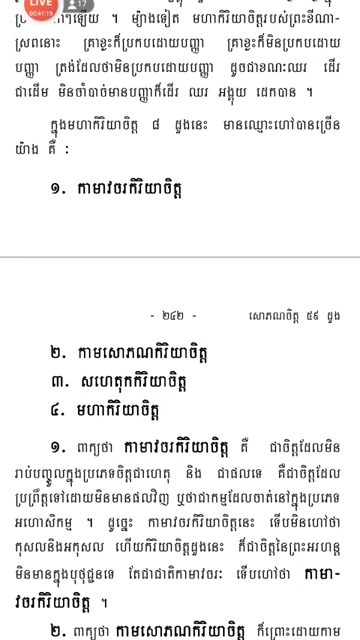 LIVE
17
00:41:19
ស្រពនោះ គ្រាខ្លះក៏ប្រកបដោយបញ្ញា គ្រាខ្លះក៏មិនប្រកបដោយ
បញ្ញា ត្រង់ដែលថាមិនប្រកបដោយបញ្ញា ដូចជាខណៈឈរ ដើរ
ជាដើម មិនចាំបាច់មានបញ្ញាក៏ដើរ ឈរ អង្គុយ ដេកបាន ។
ក្នុងមហាកិរិយាចិត្ត ៨ ដួងនេះ មានឈ្មោះហៅបានច្រើន
យ៉ាង គឺ :
១. កាមាវចរកិរិយាចិត្ត
- ២៤២ - សោភណចិត្ត ៥៩ ដួង
២. កាមសោភណកិរិយាចិត្ត
៣. សហេតុកកិរិយាចិត្ត
៤. មហាកិរិយាចិត្ត
១. ពាក្យថា កាមាវចរកិរិយាចិត្ត គឺ ជាចិត្តដែលមិន
រាប់បញ្ចូលក្នុងប្រភេទចិត្តជាហេតុ និង ជាផលទេ គឺជាចិត្តដែល
ប្រព្រឹត្តទៅដោយមិនមានផលវិញ ឬថាជាកម្មដែលចាត់នៅក្នុងប្រភេទ
អហោសិកម្ម ។ ដូច្នេះ កាមាវចរកិរិយាចិត្តនេះ ទើបមិនហៅថា
កុសលនិងអកុសល ហើយកិរិយាចិត្តដួងនេះ ក៏ជាចិត្តនៃព្រះអរហន្ត
មិនមានក្នុងបុថុជ្ជនទេ តែជាជាតិកាមាវចរៈ ទើបហៅថា កាមា-
វចរកិរិយាចិត្ត ។
២. ពាក្យថា កាមសោភណកិរិយាចិត្ត ក៏ព្រោះដោយកាម